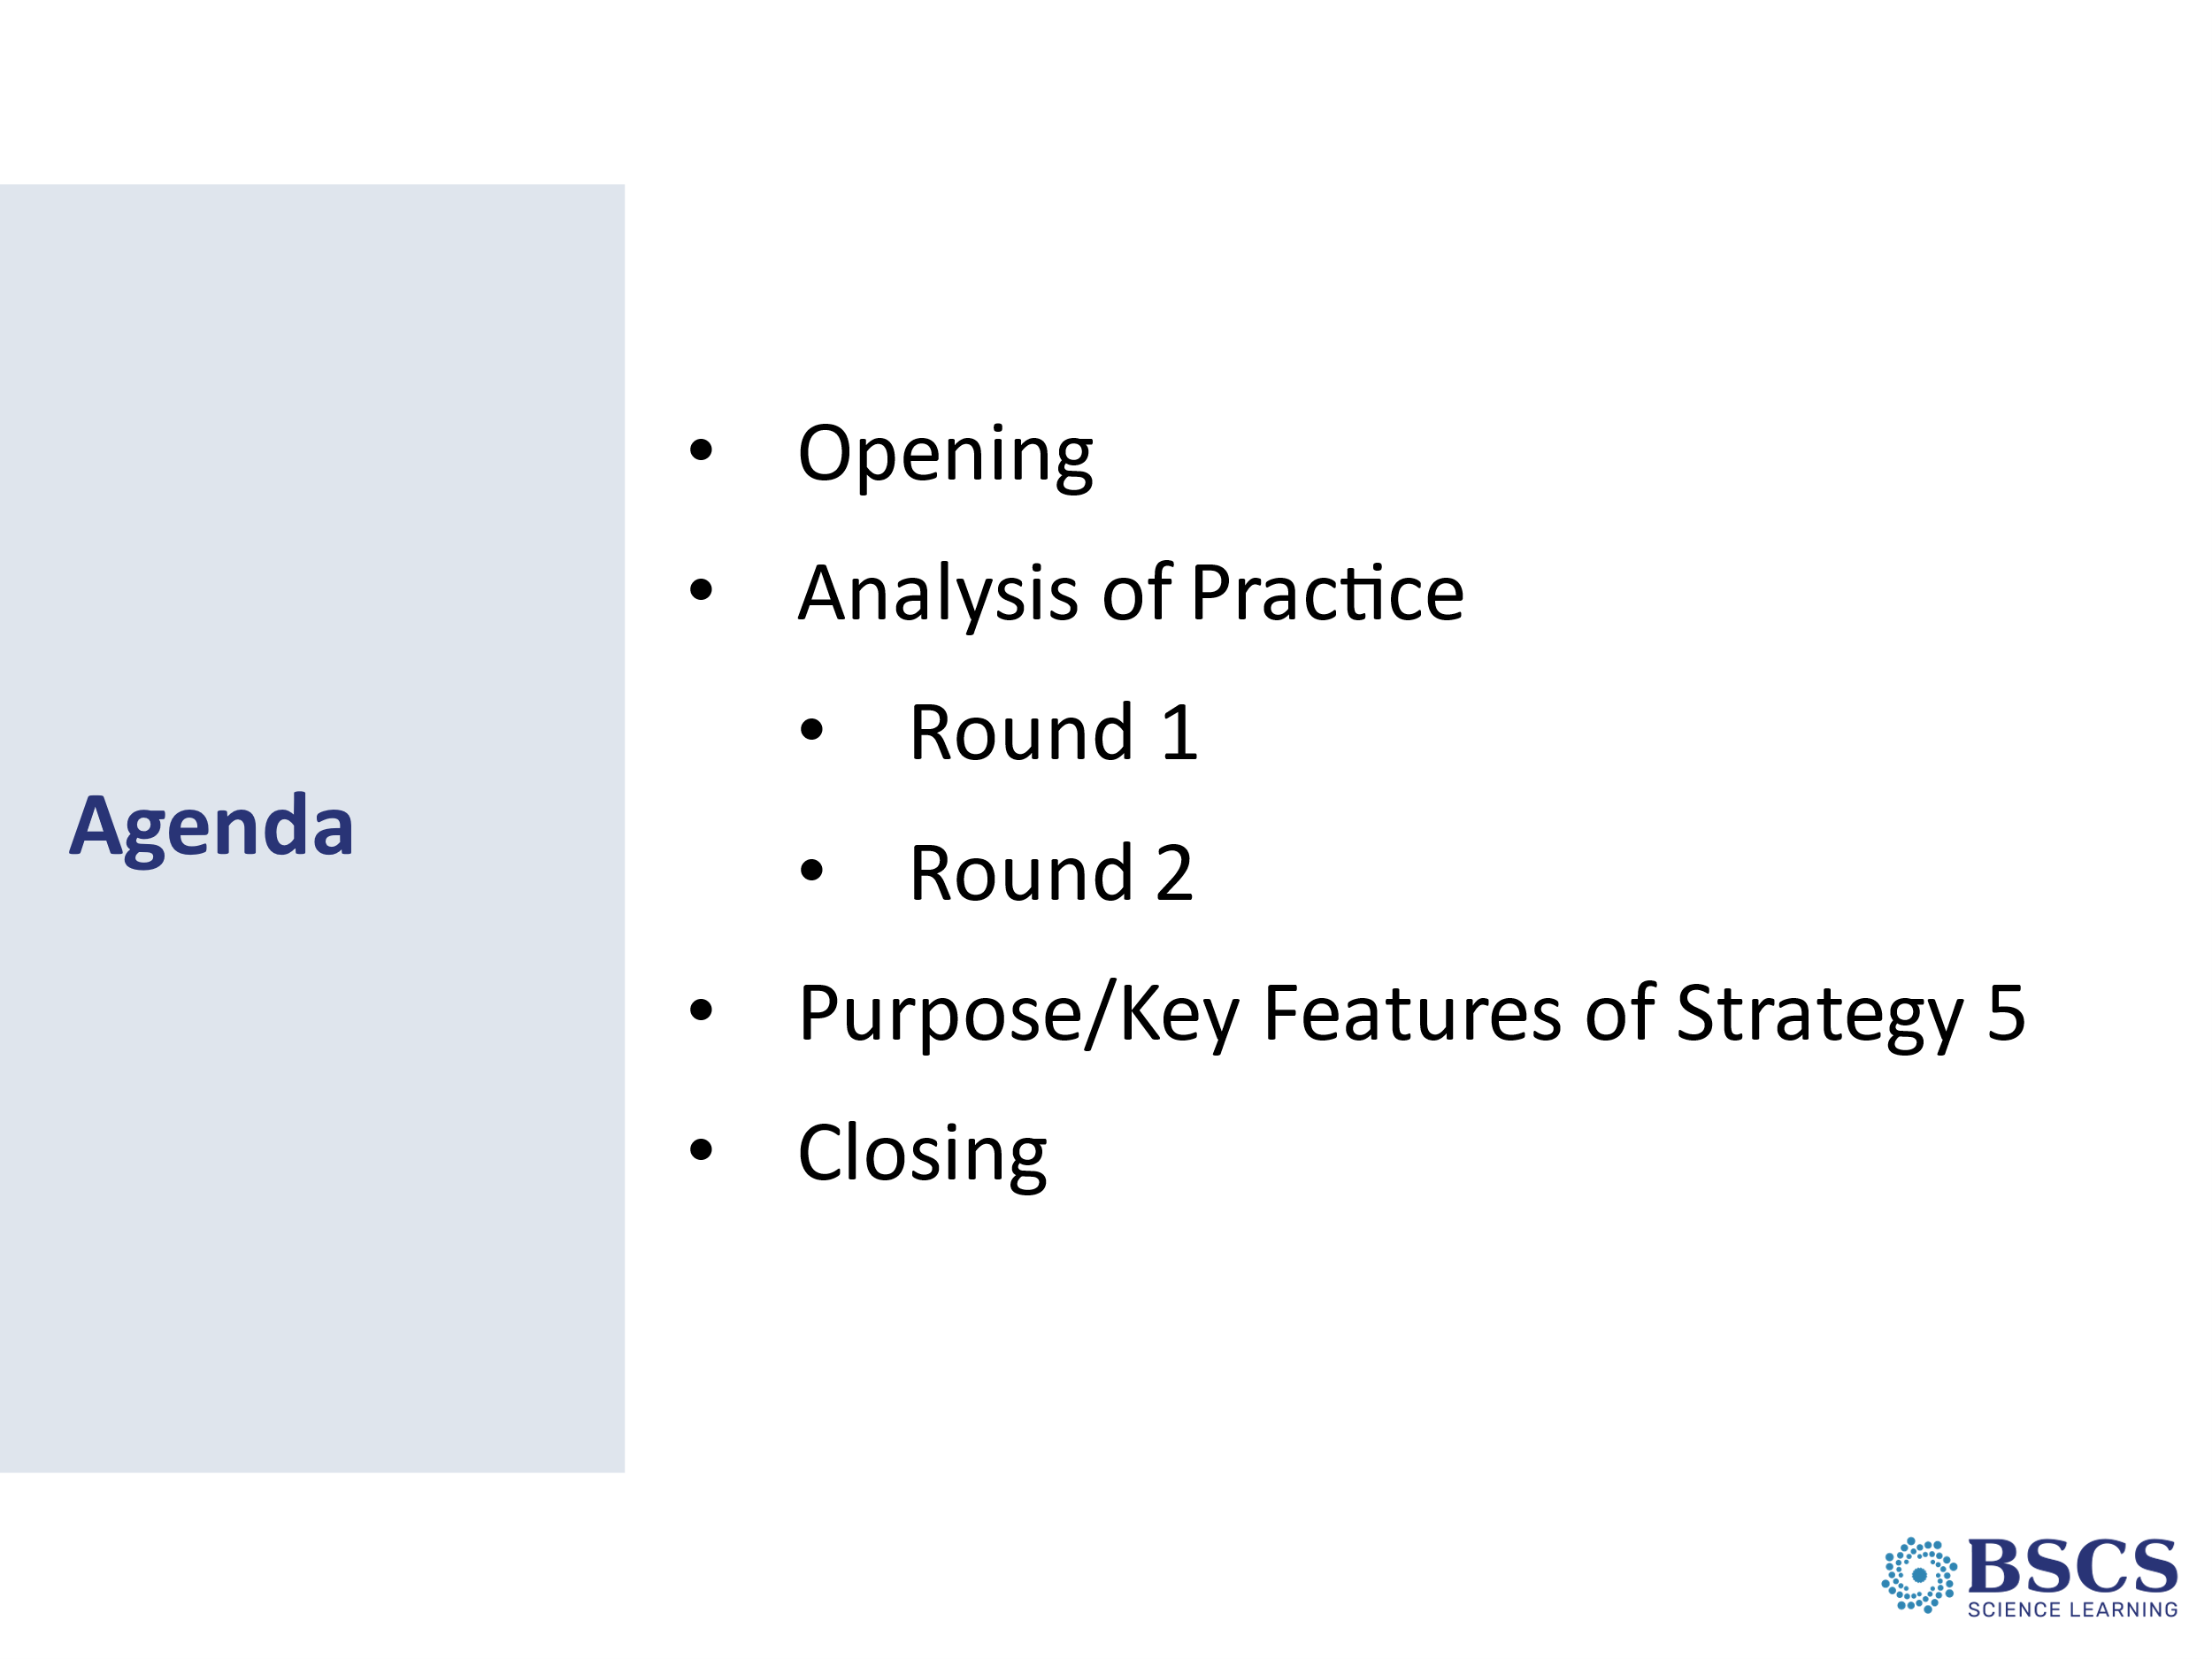 Agenda
• Opening
• Analysis of Practice
• Round 1
• Round 2
• Purpose/Key Features of Strategy 5
• Closing
BSCS
SCIENCE LEARNING